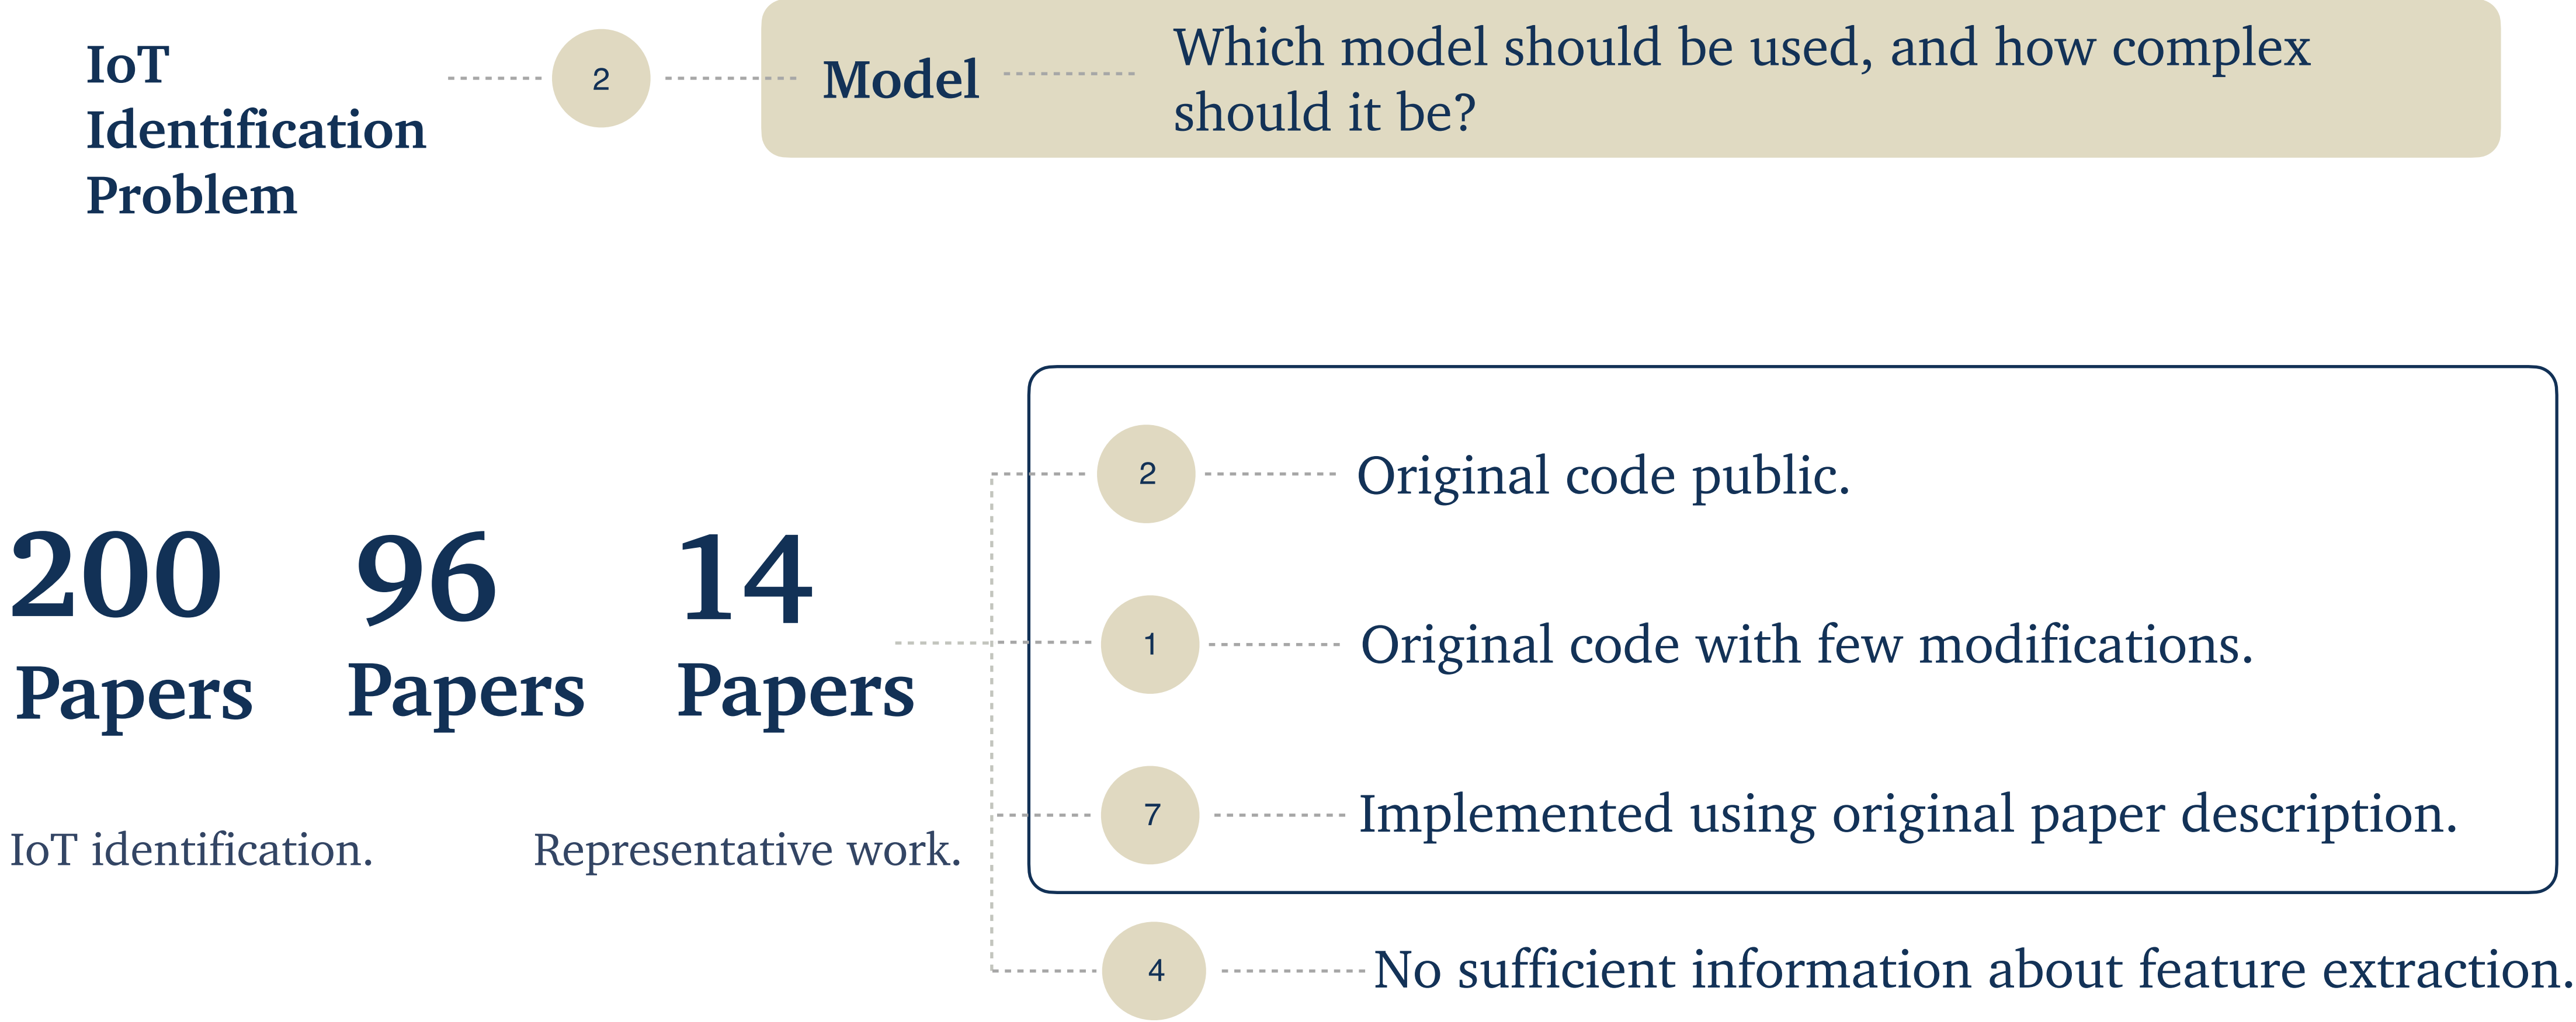 IoT
Identification
Problem
2
Model
Which model should be used, and how complex
should it be?
200
Papers
96
Papers
14
Papers
IoT identification.
Representative work.
2
Original code public.
1
Original code with few modifications.
7
Implemented using original paper description.
4
No sufficient information about feature extraction.